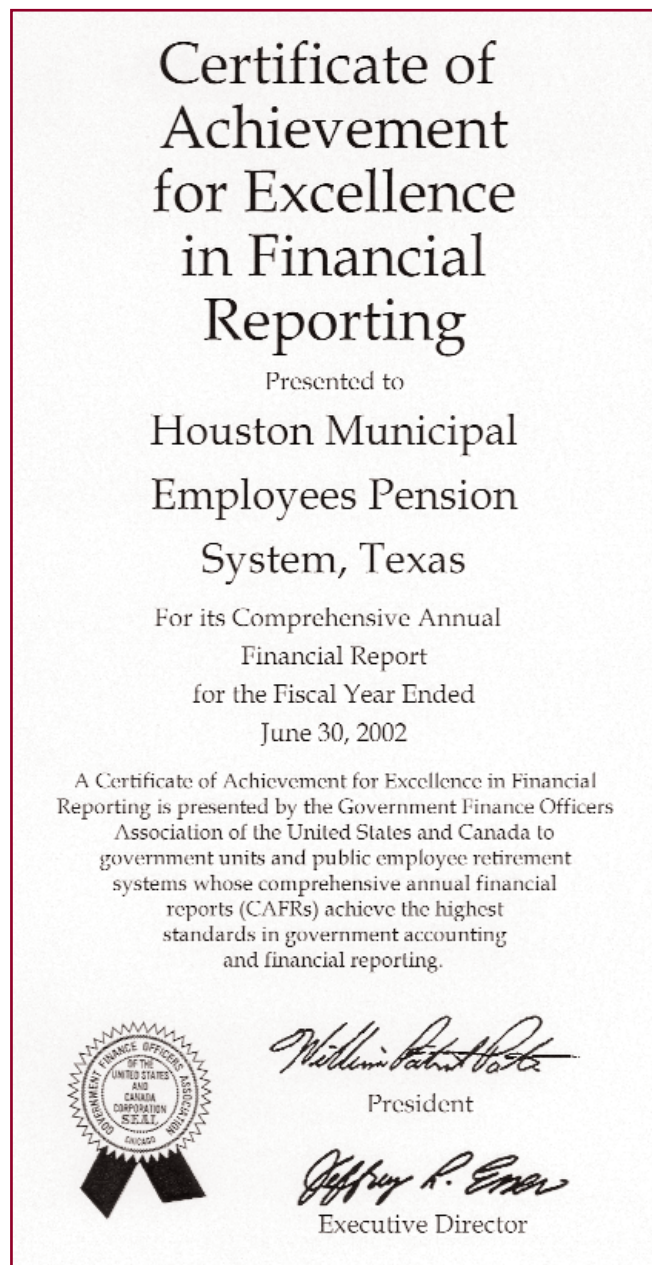 Certificate of
Achievement
for Excellence
in Financial
Reporting
Presented to
Houston Municipal
Employees Pension
System, Texas
For its Comprehensive Annual
Financial Report
for the Fiscal Year Ended
June 30, 2002
A Certificate of Achievement for Excellence in Financial
Reporting is presented by the Government Finance Officers
Association of the United States and Canada to
government units and public employee retirement
systems whose comprehensive annual financial
reports (CAFRs) achieve the highest
standards in government accounting
and financial reporting.
GOVERNMENT FINANCE OFFICERS ASSOCIATION
OF THE
UNITED STATES
AND
CANADA
CORPORATION
SEAL
CHICAGO
President
Jeffrey L. Esser
Executive Director